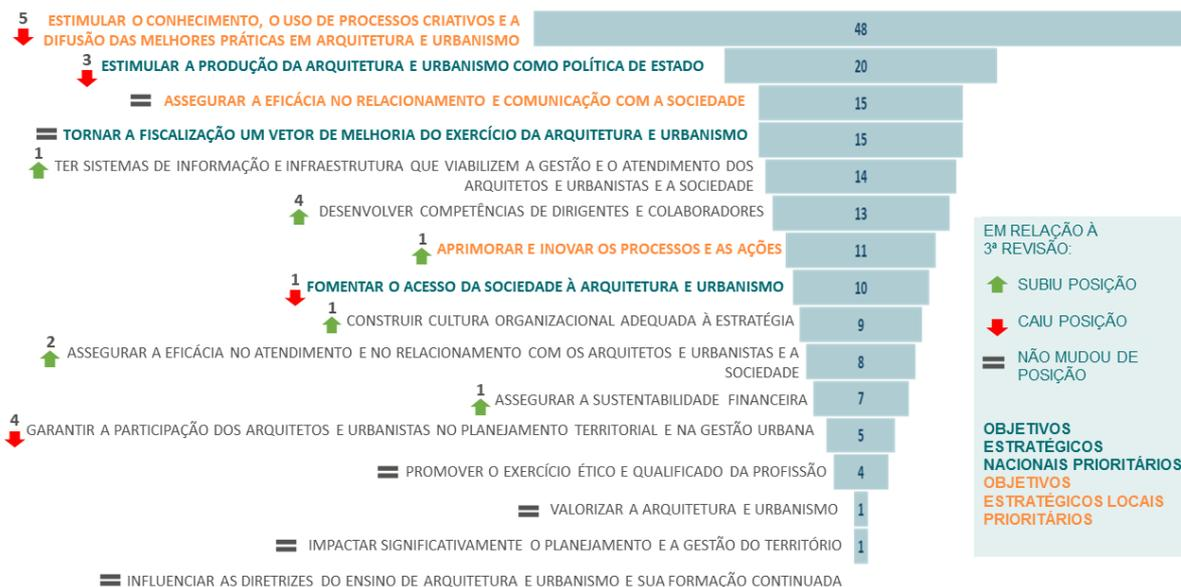 5
ESTIMULAR O CONHECIMENTO, O USO DE PROCESSOS CRIATIVOS E A
DIFUSÃO DAS MELHORES PRÁTICAS EM ARQUITETURA E URBANISMO
48
3
ESTIMULAR A PRODUÇÃO DA ARQUITETURA E URBANISMO COMO POLÍTICA DE ESTADO
20
ASSEGURAR A EFICÁCIA NO RELACIONAMENTO E COMUNICAÇÃO COM A SOCIEDADE
15
TORNAR A FISCALIZAÇÃO UM VETOR DE MELHORIA DO EXERCÍCIO DA ARQUITETURA E URBANISMO
15
1
TER SISTEMAS DE INFORMAÇÃO E INFRAESTRUTURA QUE VIABILIZEM A GESTÃO E O ATENDIMENTO DOS
ARQUITETOS E URBANISTAS E A SOCIEDADE
14
4
DESENVOLVER COMPETÊNCIAS DE DIRIGENTES E COLABORADORES
13
1
APRIMORAR E INOVAR OS PROCESSOS E AS AÇÕES
11
1
FOMENTAR O ACESSO DA SOCIEDADE À ARQUITETURA E URBANISMO
10
1
CONSTRUIR CULTURA ORGANIZACIONAL ADEQUADA À ESTRATÉGIA
9
2
ASSEGURAR A EFICÁCIA NO ATENDIMENTO E NO RELACIONAMENTO COM OS ARQUITETOS E URBANISTAS E A
SOCIEDADE
8
1
ASSEGURAR A SUSTENTABILIDADE FINANCEIRA
7
4
GARANTIR A PARTICIPAÇÃO DOS ARQUITETOS E URBANISTAS NO PLANEJAMENTO TERRITORIAL E NA GESTÃO URBANA
5
PROMOVER O EXERCÍCIO ÉTICO E QUALIFICADO DA PROFISSÃO
4
VALORIZAR A ARQUITETURA E URBANISMO
1
IMPACTAR SIGNIFICATIVAMENTE O PLANEJAMENTO E A GESTÃO DO TERRITÓRIO
1
INFLUENCIAR AS DIRETRIZES DO ENSINO DE ARQUITETURA E URBANISMO E SUA FORMAÇÃO CONTINUADA
EM RELAÇÃO À
3ª REVISÃO:
SUBIU POSIÇÃO
CAIU POSIÇÃO
NÃO MUDOU DE
POSIÇÃO
OBJETIVOS
ESTRATÉGICOS
NACIONAIS PRIORITÁRIOS
OBJETIVOS
ESTRATÉGICOS LOCAIS
PRIORITÁRIOS